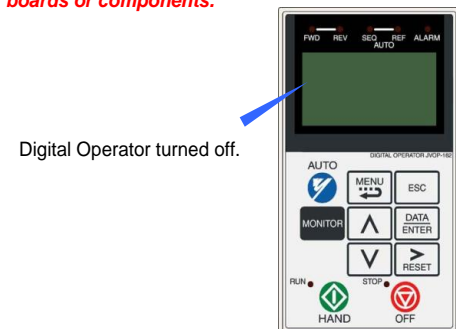 boards or components.
FWD REV SEQ REF ALARM
AUTO
Digital Operator turned off.
DIGITAL OPERATOR JVOP-162
AUTO
MENU
ESC
MONITOR
DATA
ENTER
>
RESET
RUN
STOP
HAND
OFF